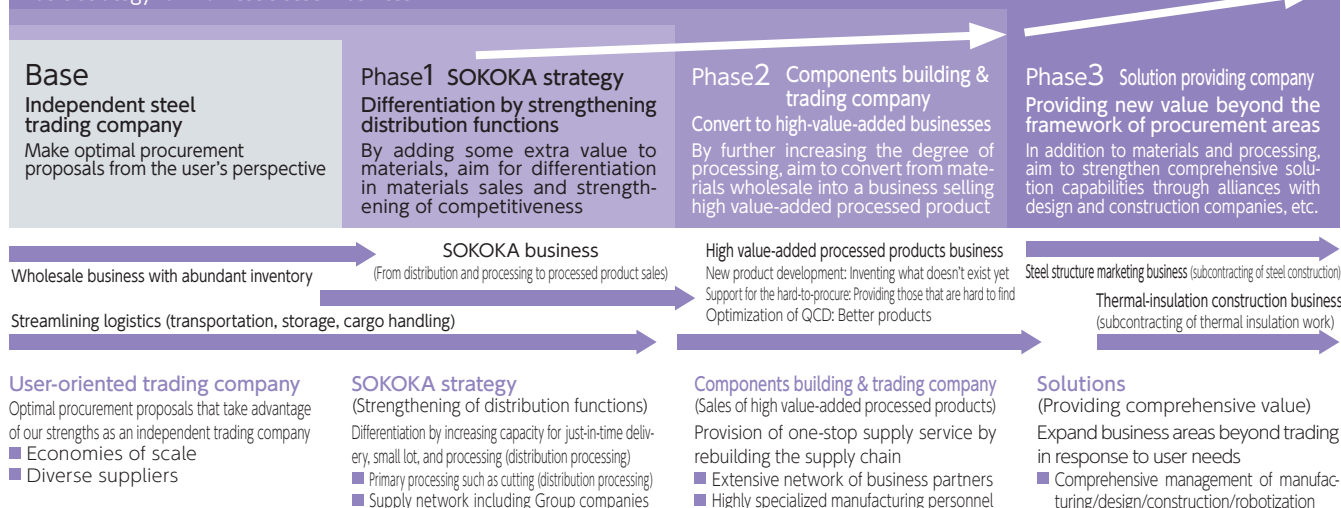 Base
Independent steel
trading company
Make optimal procurement
proposals from the user's perspective
Phase1 SOKOKA strategy
Differentiation by strengthening
distribution functions
By adding some extra value to
materials, aim for differentiation
in materials sales and strength-
ening of competitiveness
Phase2 Components building &
trading company
Convert to high-value-added businesses
By further increasing the degree of
processing, aim to convert from mate-
rials wholesale into a business selling
high value-added processed product
Phase3 Solution providing company
Providing new value beyond the
framework of procurement areas
In addition to materials and processing,
aim to strengthen comprehensive solu-
tion capabilities through alliances with
design and construction companies, etc.
Wholesale business with abundant inventory
SOKOKA business
(From distribution and processing to processed product sales)
Streamlining logistics (transportation, storage, cargo handling)
High value-added processed products business
New product development: Inventing what doesn't exist yet
Support for the hard-to-procure: Providing those that are hard to find
Optimization of QCD: Better products
Steel structure marketing business (subcontracting of steel construction)
Thermal-insulation construction business
(subcontracting of thermal insulation work)
User-oriented trading company
Optimal procurement proposals that take advantage
of our strengths as an independent trading company
■ Economies of scale
■ Diverse suppliers
SOKOKA strategy
(Strengthening of distribution functions)
Differentiation by increasing capacity for just-in-time deliv-
ery, small lot, and processing (distribution processing)
■ Primary processing such as cutting (distribution processing)
■ Supply network including Group companies
Components building & trading company
(Sales of high value-added processed products)
Provision of one-stop supply service by
rebuilding the supply chain
■ Extensive network of business partners
■ Highly specialized manufacturing personnel
Solutions
(Providing comprehensive value)
Expand business areas beyond trading
in response to user needs
■ Comprehensive management of manufac-
turing/design/construction/robotization